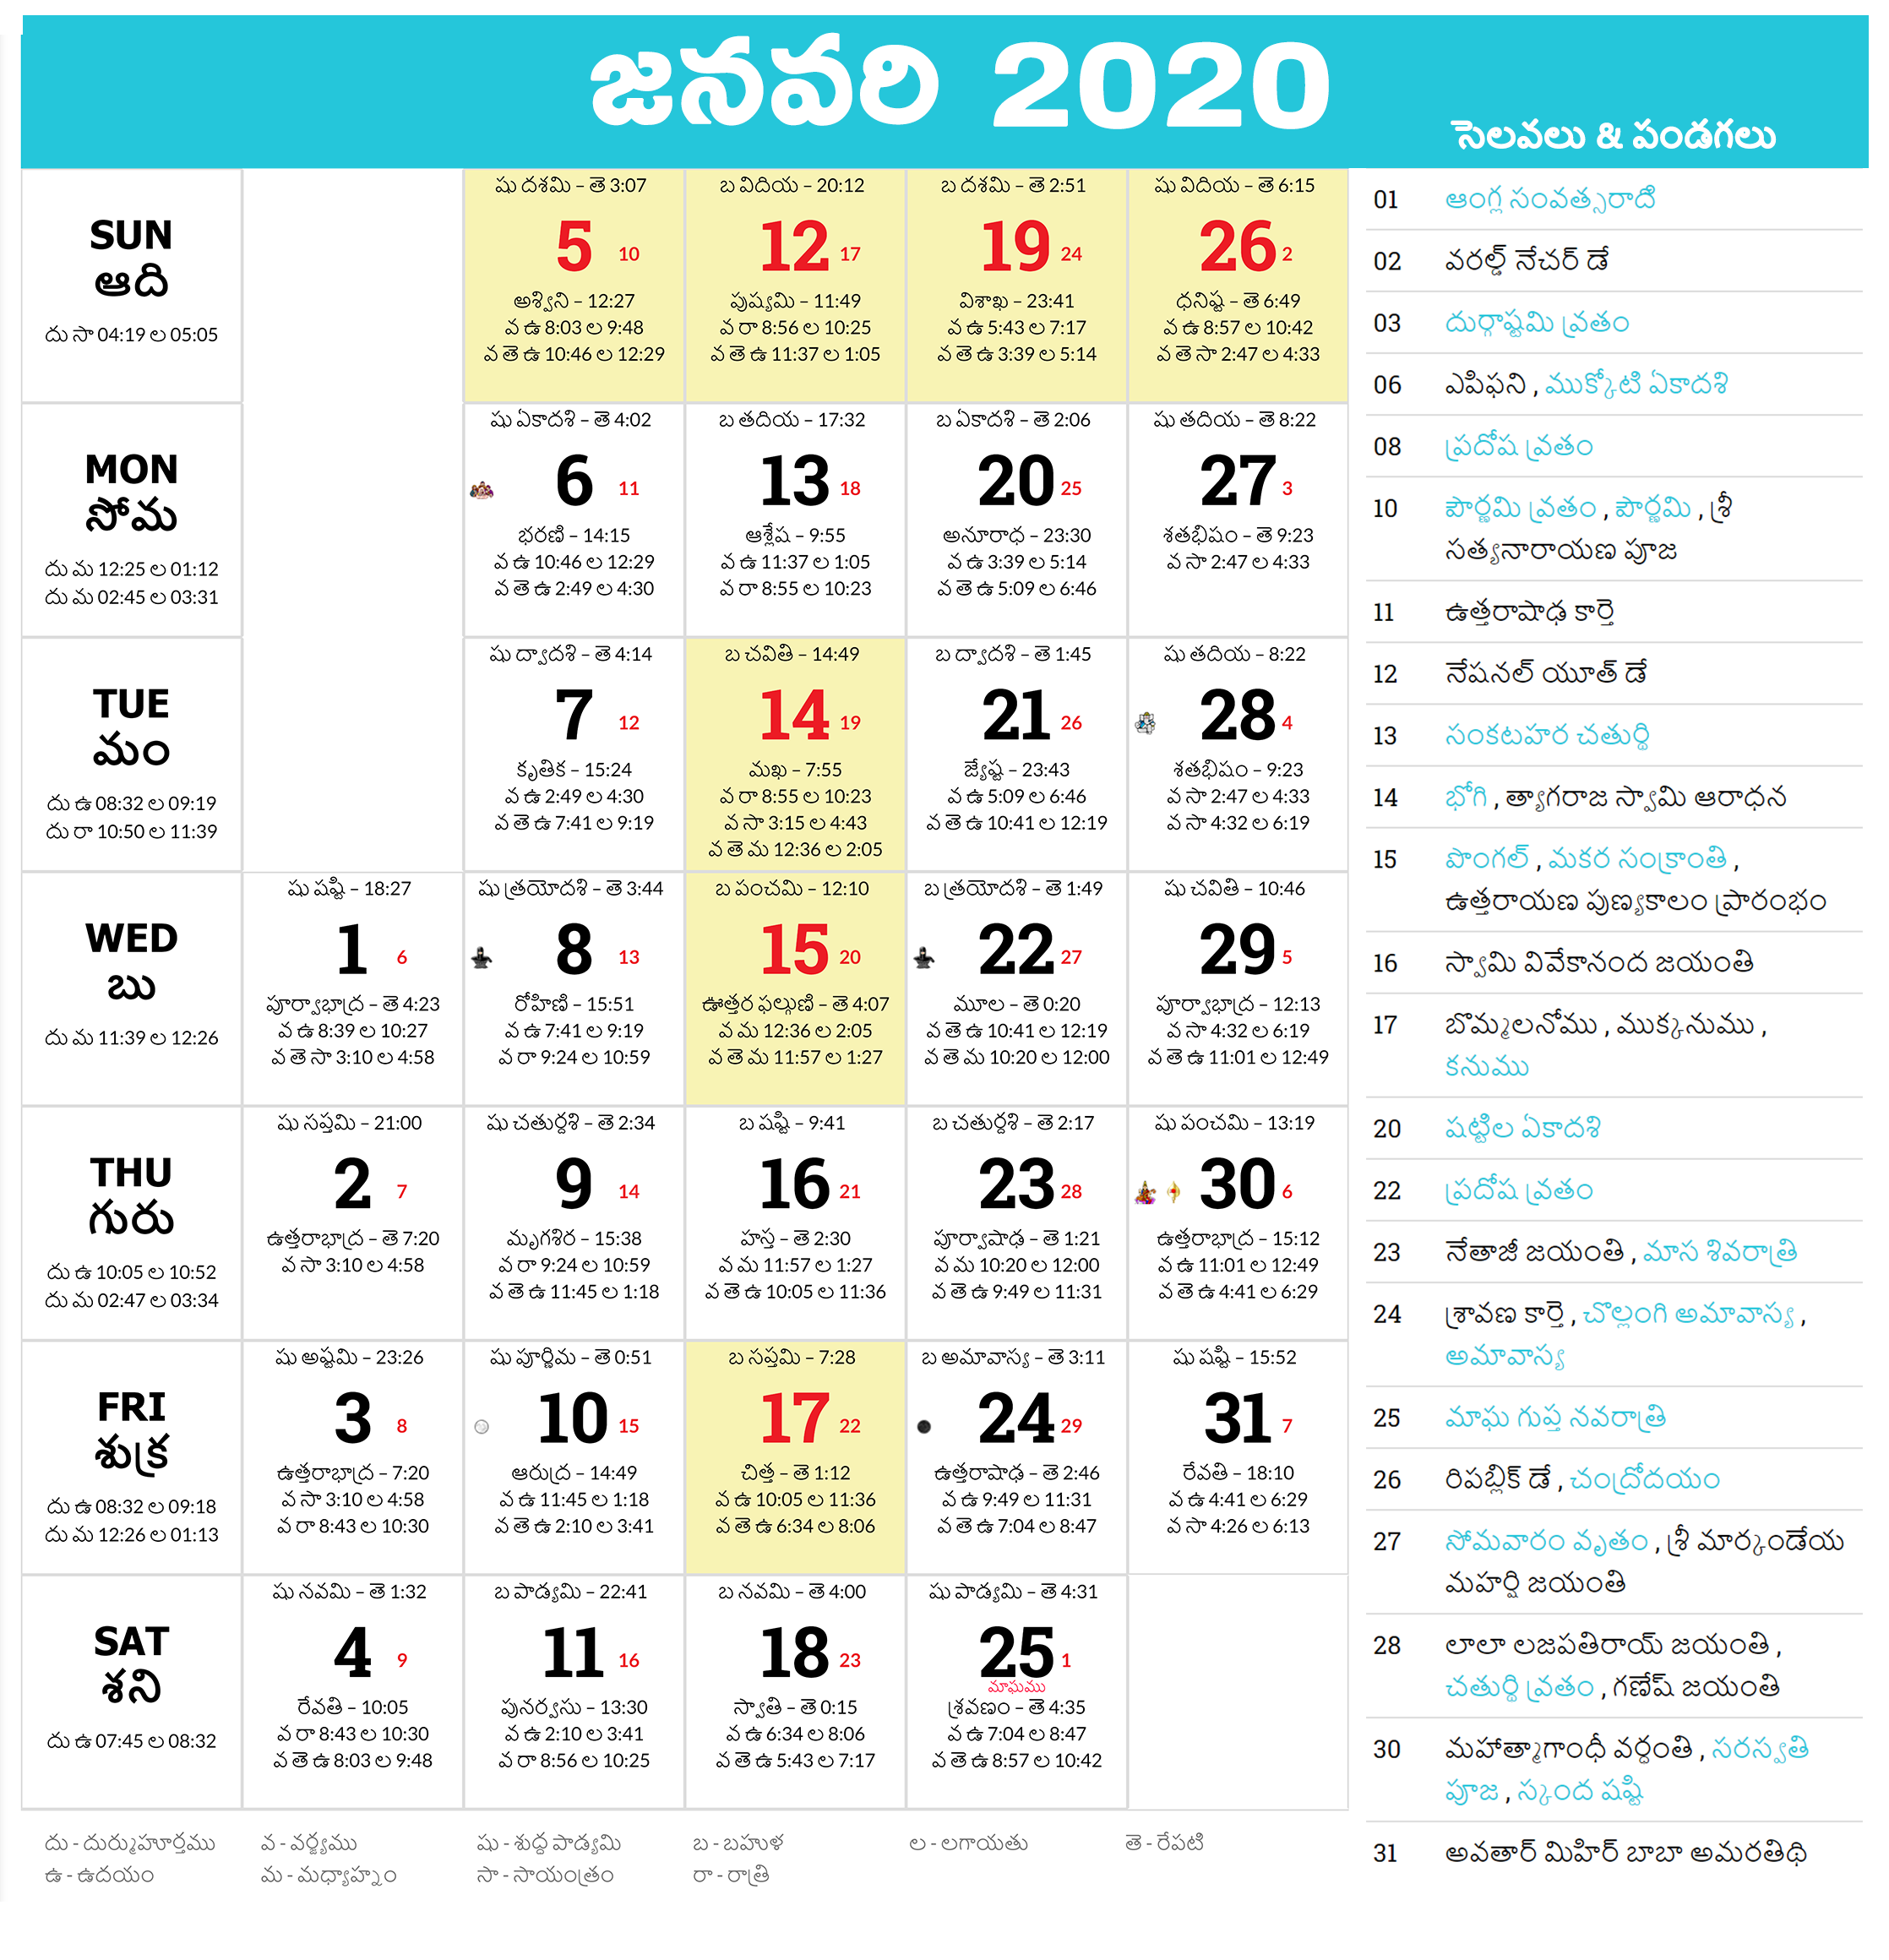 జనవరి 2020
సెలవలు & పండగలు
SUN
ఆది
దు సా 04:19 ల 05:05
షు దశమి – తె 3:07
5 10
అశ్విని – 12:27
వ ఉ 8:03 ల 9:48
వ తె ఉ 10:46 ల 12:29
బ విదియ – 20:12
12 17
పుష్యమి – 11:49
వ రా 8:56 ల 10:25
వ తె ఉ 11:37 ల 1:05
బ దశమి – తె 2:51
19 24
విశాఖ – 23:41
వ ఉ 5:43 ల 7:17
వ తె ఉ 3:39 ల 5:14
షు విదియ – తె 6:15
26 2
ధనిష్ట – తె 6:49
వ ఉ 8:57 ల 10:42
వ తె సా 2:47 ల 4:33
MON
సోమ
దు మ 12:25 ల 01:12
దు మ 02:45 ల 03:31
షు ఏకాదశి – తె 4:02
6 11
భరణి – 14:15
వ ఉ 10:46 ల 12:29
వ తె ఉ 2:49 ల 4:30
బ తదియ – 17:32
13 18
ఆశ్లేష – 9:55
వ ఉ 11:37 ల 1:05
వ రా 8:55 ల 10:23
బ ఏకాదశి – తె 2:06
20 25
అనూరాధ – 23:30
వ ఉ 3:39 ల 5:14
వ తె ఉ 5:09 ల 6:46
షు తదియ – తె 8:22
27 3
శతభిషం – తె 9:23
వ సా 2:47 ల 4:33
TUE
మం
దు ఉ 08:32 ల 09:19
దు రా 10:50 ల 11:39
షు ద్వాదశి – తె 4:14
7 12
కృతిక – 15:24
వ ఉ 2:49 ల 4:30
వ తె ఉ 7:41 ల 9:19
బ చవితి – 14:49
14 19
మఖ – 7:55
వ రా 8:55 ల 10:23
వ సా 3:15 ల 4:43
వ తె మ 12:36 ల 2:05
బ ద్వాదశి – తె 1:45
21 26
జ్యేష్ట – 23:43
వ ఉ 5:09 ల 6:46
వ తె ఉ 10:41 ల 12:19
షు తదియ – 8:22
28 4
శతభిషం – 9:23
వ సా 2:47 ల 4:33
వ సా 4:32 ల 6:19
WED
బు
దు మ 11:39 ల 12:26
షు షష్టి – 18:27
1 6
పూర్వాభాద్ర – తె 4:23
వ ఉ 8:39 ల 10:27
వ తె సా 3:10 ల 4:58
షు త్రయోదశి – తె 3:44
8 13
రోహిణి – 15:51
వ ఉ 7:41 ల 9:19
వ రా 9:24 ల 10:59
బ పంచమి – 12:10
15 20
ఊత్తర ఫల్గుణి – తె 4:07
వ మ 12:36 ల 2:05
వ తె మ 11:57 ల 1:27
బ త్రయోదశి – తె 1:49
22 27
మూల – తె 0:20
వ తె ఉ 10:41 ల 12:19
వ తె మ 10:20 ల 12:00
షు చవితి – 10:46
29 5
పూర్వాభాద్ర – 12:13
వ సా 4:32 ల 6:19
వ తె ఉ 11:01 ల 12:49
THU
గురు
దు ఉ 10:05 ల 10:52
దు మ 02:47 ల 03:34
షు సప్తమి – 21:00
2 7
ఉత్తరాభాద్ర – తె 7:20
వ సా 3:10 ల 4:58
షు చతుర్దశి – తె 2:34
9 14
మృగశిర – 15:38
వ రా 9:24 ల 10:59
వ తె ఉ 11:45 ల 1:18
బ షష్టి – 9:41
16 21
హస్త – తె 2:30
వ మ 11:57 ల 1:27
వ తె ఉ 10:05 ల 11:36
బ చతుర్దశి – తె 2:17
23 28
పూర్వాషాఢ – తె 1:21
వ మ 10:20 ల 12:00
వ తె ఉ 9:49 ల 11:31
షు పంచమి – 13:19
30 6
ఉత్తరాభాద్ర – 15:12
వ ఉ 11:01 ల 12:49
వ తె ఉ 4:41 ల 6:29
FRI
శుక్ర
దు ఉ 08:32 ల 09:18
దు మ 12:26 ల 01:13
షు అష్టమి – 23:26
3 8
ఉత్తరాభాద్ర – 7:20
వ సా 3:10 ల 4:58
వ రా 8:43 ల 10:30
షు పూర్ణిమ – తె 0:51
10 15
ఆరుద్ర – 14:49
వ ఉ 11:45 ల 1:18
వ తె ఉ 2:10 ల 3:41
బ సప్తమి – 7:28
17 22
చిత్త – తె 1:12
వ ఉ 10:05 ల 11:36
వ తె ఉ 6:34 ల 8:06
బ అమావాస్య – తె 3:11
24 29
ఉత్తరాషాఢ – తె 2:46
వ ఉ 9:49 ల 11:31
వ తె ఉ 7:04 ల 8:47
షు షష్టి – 15:52
31 7
రేవతి – 18:10
వ ఉ 4:41 ల 6:29
వ సా 4:26 ల 6:13
SAT
శని
దు ఉ 07:45 ల 08:32
షు నవమి – తె 1:32
4 9
రేవతి – 10:05
వ రా 8:43 ల 10:30
వ తె ఉ 8:03 ల 9:48
బ పాడ్యమి – 22:41
11 16
పునర్వసు – 13:30
వ ఉ 2:10 ల 3:41
వ రా 8:56 ల 10:25
బ నవమి – తె 4:00
18 23
స్వాతి – తె 0:15
వ ఉ 6:34 ల 8:06
వ తె ఉ 5:43 ల 7:17
షు పాడ్యమి – తె 4:31
25 1
మాఘము
శ్రవణం – తె 4:35
వ ఉ 7:04 ల 8:47
వ తె ఉ 8:57 ల 10:42
01 ఆంగ్ల సంవత్సరాది
02 వరల్డ్ నేచర్ డే
03 దుర్గాష్టమి వ్రతం
06 ఎపిఫని , ముక్కోటి ఏకాదశి
08 ప్రదోష వ్రతం
10 పౌర్ణమి వ్రతం , పౌర్ణమి , శ్రీ
సత్యనారాయణ పూజ
11 ఉత్తరాషాఢ కార్తె
12 నేషనల్ యూత్ డే
13 సంకటహర చతుర్థి
14 భోగి , త్యాగరాజ స్వామి ఆరాధన
15 పొంగల్ , మకర సంక్రాంతి ,
ఉత్తరాయణ పుణ్యకాలం ప్రారంభం
16 స్వామి వివేకానంద జయంతి
17 బొమ్మలనోము , ముక్కనుము ,
కనుము
20 షట్టిల ఏకాదశి
22 ప్రదోష వ్రతం
23 నేతాజీ జయంతి , మాస శివరాత్రి
24 శ్రావణ కార్తె , చొల్లంగి అమావాస్య ,
అమావాస్య
25 మాఘ గుప్త నవరాత్రి
26 రిపబ్లిక్ డే , చంద్రోదయం
27 సోమవారం వృతం , శ్రీ మార్కండేయ
మహర్షి జయంతి
28 లాలా లజపతిరాయ్ జయంతి ,
చతుర్థి వ్రతం , గణేష్ జయంతి
30 మహాత్మాగాంధీ వర్ధంతి , సరస్వతి
పూజ , స్కంద షష్టి
31 అవతార్ మిహిర్ బాబా అమరతిథి
దు - దుర్ముహూర్తము వ - వర్జ్యము షు - శుద్ధ పాడ్యమి బ - బహుళ ల - లగాయతు తె - రేపటి
ఉ - ఉదయం మ - మధ్యాహ్నం సా - సాయంత్రం రా - రాత్రి